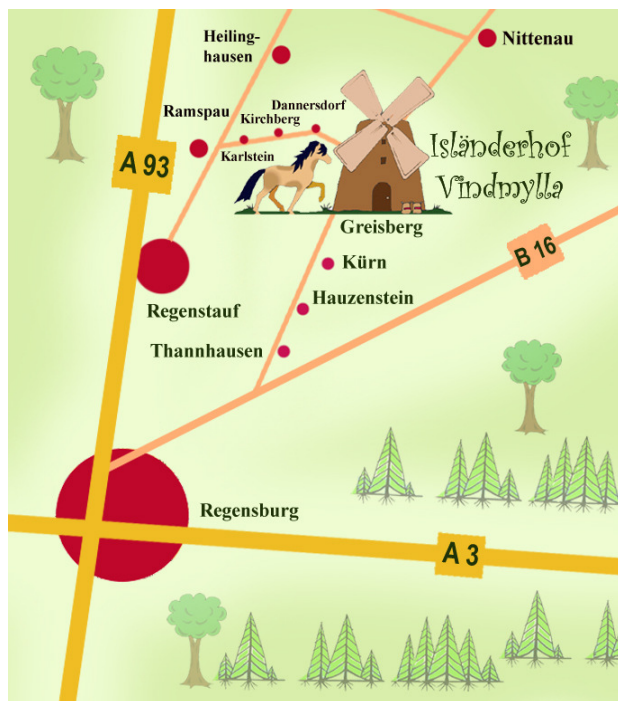 Heiling-
hausen
Nittenau
Ramspau
Dannersdorf
Kirchberg
Karlstein
A 93
Isländerhof
Vindmylla
Greisberg
B 16
Kürn
Regenstauf
Hauzenstein
Thannhausen
Regensburg
A 3